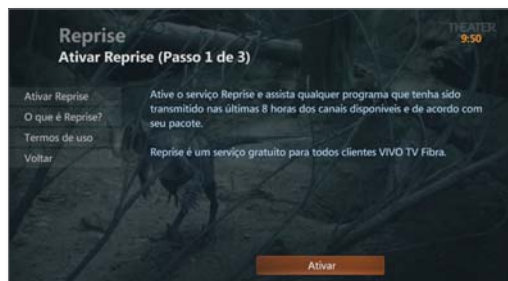 THEATER
Reprise
9:50
Ativar Reprise (Passo 1 de 3)
Ativar Reprise
O que é Reprise?
Termos de uso
Voltar
Ative o serviço Reprise e assista qualquer programa que tenha sido
transmitido nas últimas 8 horas dos canais disponíveis e de acordo com
seu pacote.
Reprise é um serviço gratuito para todos clientes VIVO TV Fibra.
Ativar